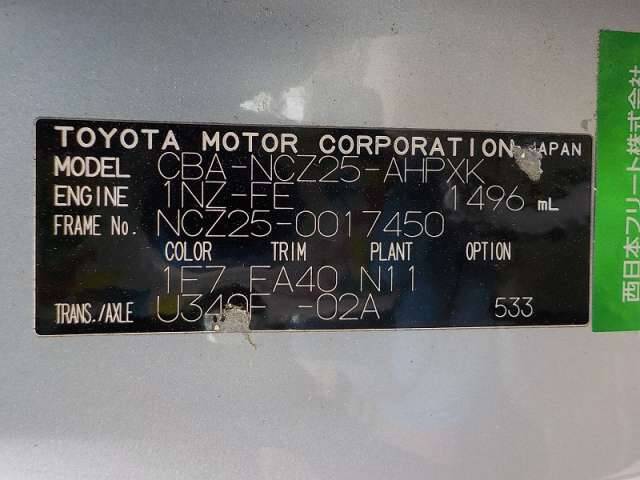 TOYOTA MOTOR CORPORATION JAPAN
MODEL CBA-NCZ25-AHPXK
ENGINE 1NZ-FE 1496 mL
FRAME No. NCZ25-0017450
COLOR TRIM PLANT OPTION
1E7 FA40 N11
TRANS./AXLE U340F -02A 533
西日本フリート株式会社